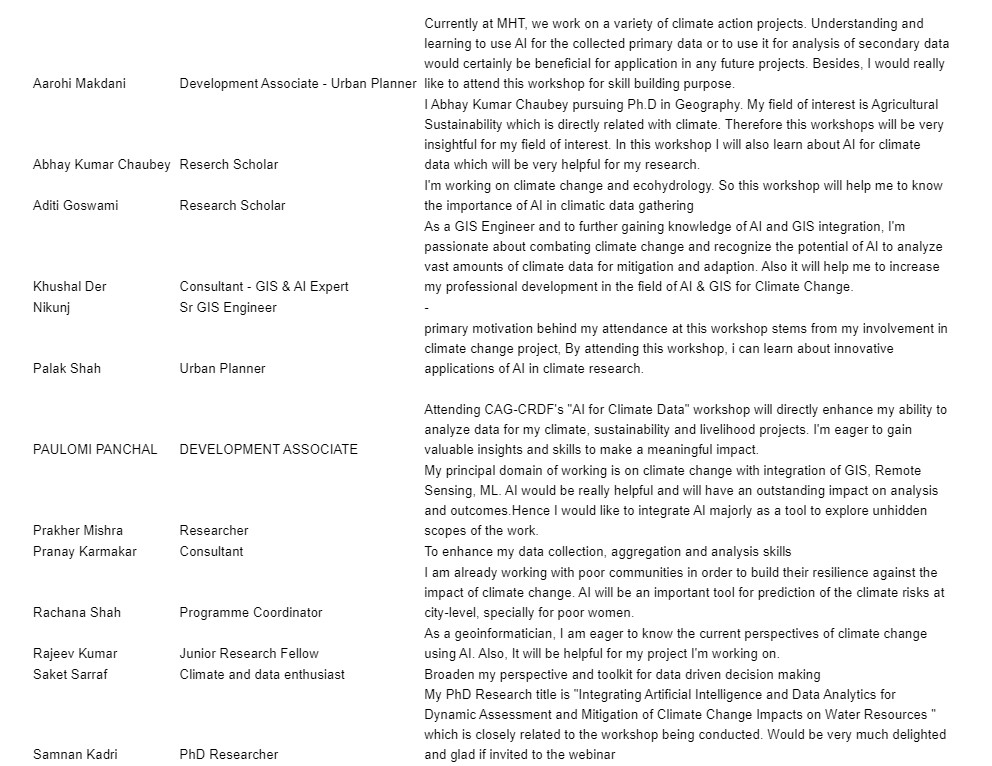 Currently at MHT, we work on a variety of climate action projects. Understanding and
learning to use AI for the collected primary data or to use it for analysis of secondary data
would certainly be beneficial for application in any future projects. Besides, I would really
Aarohi Makdani Development Associate - Urban Planner like to attend this workshop for skill building purpose.
I Abhay Kumar Chaubey pursuing Ph.D in Geography. My field of interest is Agricultural
Sustainability which is directly related with climate. Therefore this workshops will be very
insightful for my field of interest. In this workshop I will also learn about AI for climate
Abhay Kumar Chaubey Reserch Scholar data which will be very helpful for my research.
I'm working on climate change and ecohydrology. So this workshop will help me to know
Aditi Goswami Research Scholar the importance of AI in climatic data gathering
As a GIS Engineer and to further gaining knowledge of AI and GIS integration, I'm
passionate about combating climate change and recognize the potential of AI to analyze
vast amounts of climate data for mitigation and adaption. Also it will help me to increase
Khushal Der Consultant - GIS & AI Expert my professional development in the field of AI & GIS for Climate Change.
Nikunj Sr GIS Engineer -
primary motivation behind my attendance at this workshop stems from my involvement in
climate change project, By attending this workshop, i can learn about innovative
Palak Shah Urban Planner applications of AI in climate research.
Attending CAG-CRDF's "AI for Climate Data" workshop will directly enhance my ability to
analyze data for my climate, sustainability and livelihood projects. I'm eager to gain
PAULOMI PANCHAL DEVELOPMENT ASSOCIATE valuable insights and skills to make a meaningful impact.
My principal domain of working is on climate change with integration of GIS, Remote
Sensing, ML. AI would be really helpful and will have an outstanding impact on analysis
and outcomes.Hence I would like to integrate AI majorly as a tool to explore unhidden
Prakher Mishra Researcher scopes of the work.
Pranay Karmakar Consultant To enhance my data collection, aggregation and analysis skills
I am already working with poor communities in order to build their resilience against the
impact of climate change. AI will be an important tool for prediction of the climate risks at
Rachana Shah Programme Coordinator city-level, specially for poor women.
As a geoinformatician, I am eager to know the current perspectives of climate change
Rajeev Kumar Junior Research Fellow using AI. Also, It will be helpful for my project I'm working on.
Saket Sarraf Climate and data enthusiast Broaden my perspective and toolkit for data driven decision making
My PhD Research title is "Integrating Artificial Intelligence and Data Analytics for
Dynamic Assessment and Mitigation of Climate Change Impacts on Water Resources "
which is closely related to the workshop being conducted. Would be very much delighted
Samnan Kadri PhD Researcher and glad if invited to the webinar